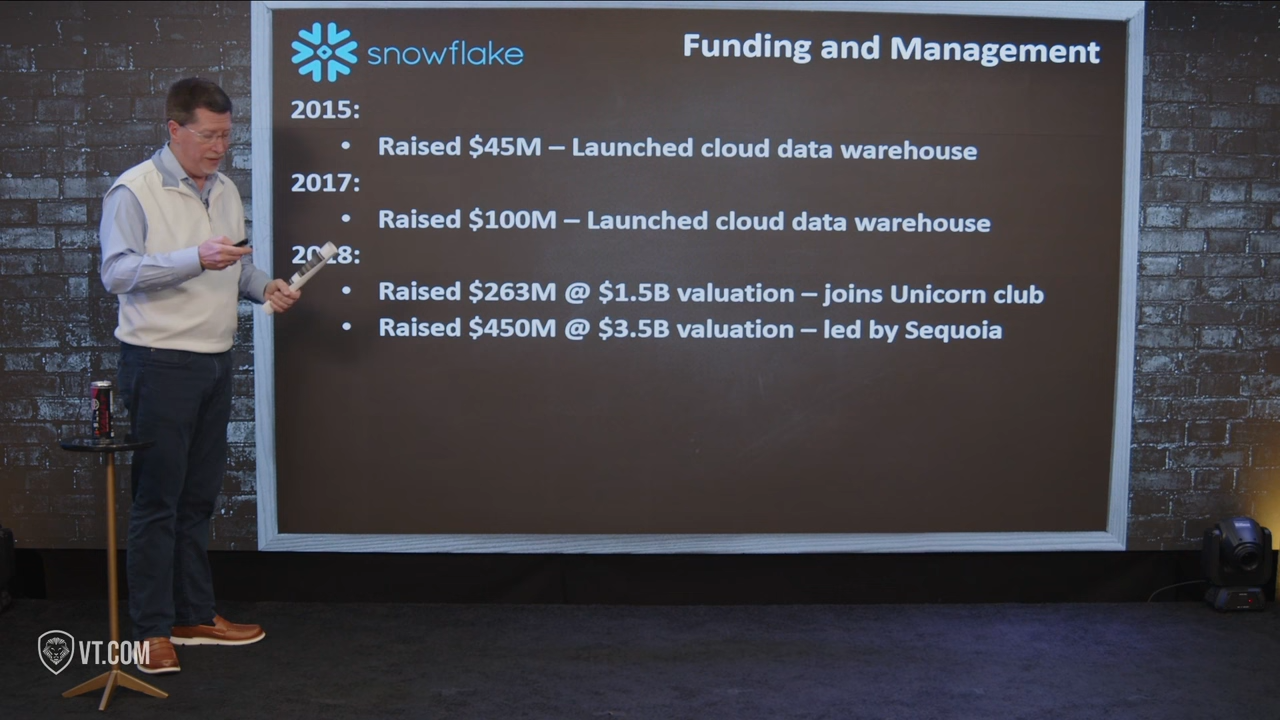 snowflake
Funding and Management
2015:
• Raised $45M – Launched cloud data warehouse
2017:
• Raised $100M – Launched cloud data warehouse
2018:
• Raised $263M @ $1.5B valuation – joins Unicorn club
• Raised $450M @ $3.5B valuation – led by Sequoia
VT.COM